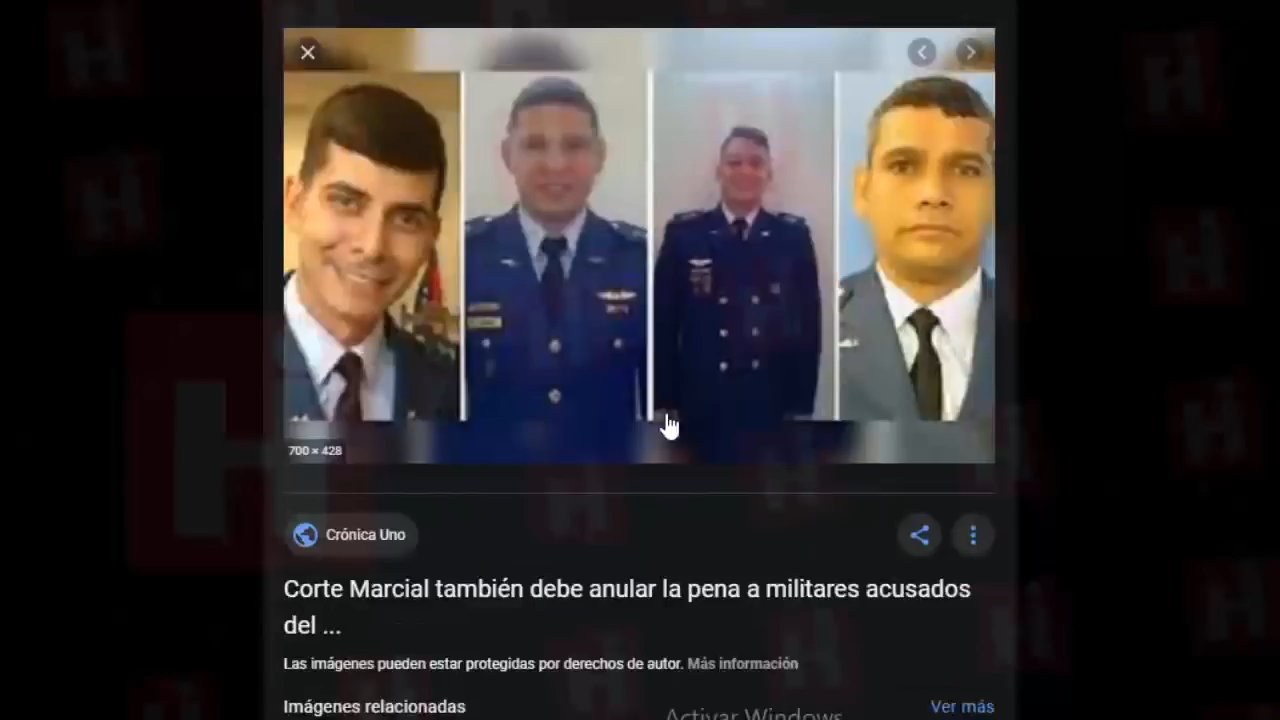 700 × 428
Crónica Uno
Corte Marcial también debe anular la pena a militares acusados
del ...
Las imágenes pueden estar protegidas por derechos de autor. Más información
Imágenes relacionadas
Ver más
Activar Windows